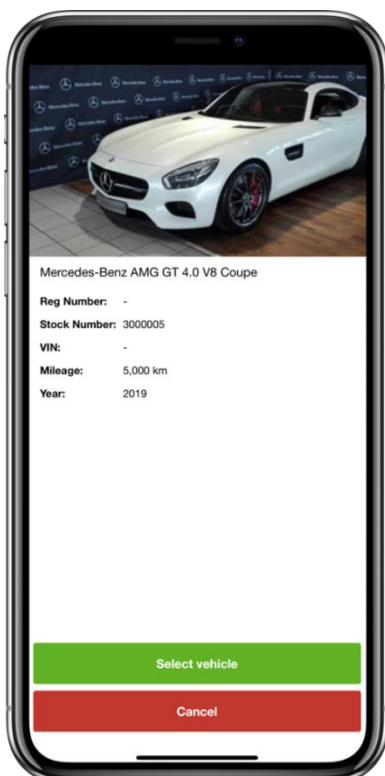 Mercedes-Benz AMG GT 4.0 V8 Coupe
Reg Number: -
Stock Number: 3000005
VIN: -
Mileage: 5,000 km
Year: 2019
Select vehicle
Cancel